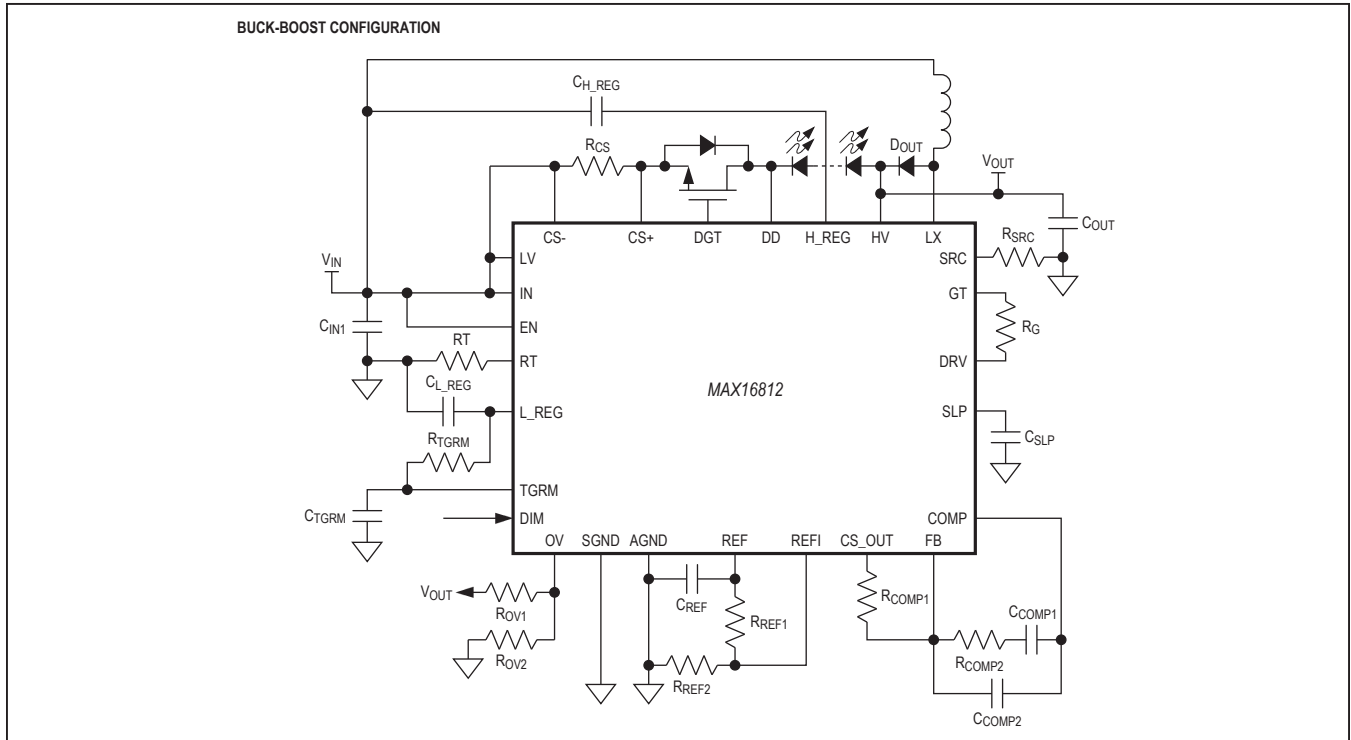 BUCK-BOOST CONFIGURATION
CH_REG
RCS
DOUT
VOUT
COUT
CS-
CS+
DGT
DD
H_REG
HV
LX
RSRC
SRC
VIN
LV
IN
GT
CIN1
EN
RG
RT
RT
DRV
CL_REG
MAX16812
L_REG
SLP
CSLP
RTGRM
TGRM
CTGRM
DIM
COMP
OV
SGND
AGND
REF
REFI
CS_OUT
FB
VOUT
ROV1
CREF
RREF1
RCOMP1
CCOMP1
ROV2
RREF2
RCOMP2
CCOMP2